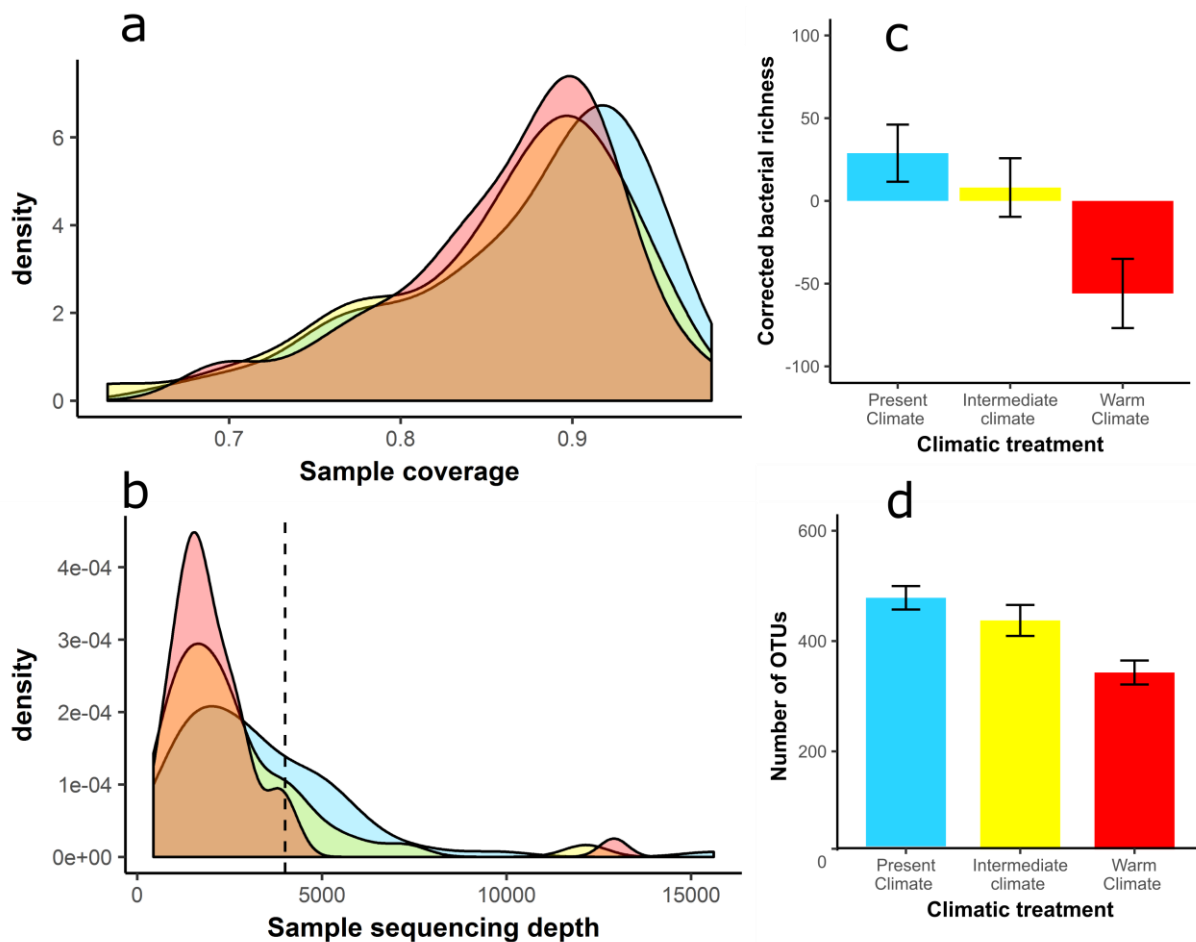 a
density
6
4
2
0
0.7 0.8 0.9
Sample coverage
b
density
4e-04
3e-04
2e-04
1e-04
0e+00
0 5000 10000 15000
Sample sequencing depth
c
Corrected bacterial richness
100
50
0
-50
-100
Present Climate
Intermediate climate
Warm Climate
Climatic treatment
d
Number of OTUs
600
400
200
0
Present Climate
Intermediate climate
Warm Climate
Climatic treatment